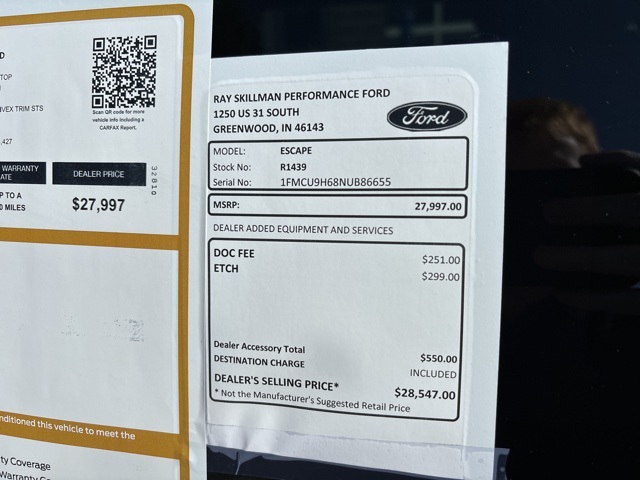 D
TOP
IVEX TRIM STS
,427
Scan QR code for more
vehicle info including a
CARFAX Report.
WARRANTY
ATE
DEALER PRICE
32810
P TO A
0 MILES
$27,997
nditioned this vehicle to meet the
ty Coverage
Warranty Cov
RAY SKILLMAN PERFORMANCE FORD
1250 US 31 SOUTH
GREENWOOD, IN 46143
Ford
MODEL: ESCAPE
Stock No: R1439
Serial No: 1FMCU9H68NUB86655
MSRP: 27,997.00
DEALER ADDED EQUIPMENT AND SERVICES
DOC FEE $251.00
ETCH $299.00
Dealer Accessory Total $550.00
DESTINATION CHARGE INCLUDED
DEALER'S SELLING PRICE* $28,547.00
* Not the Manufacturer's Suggested Retail Price